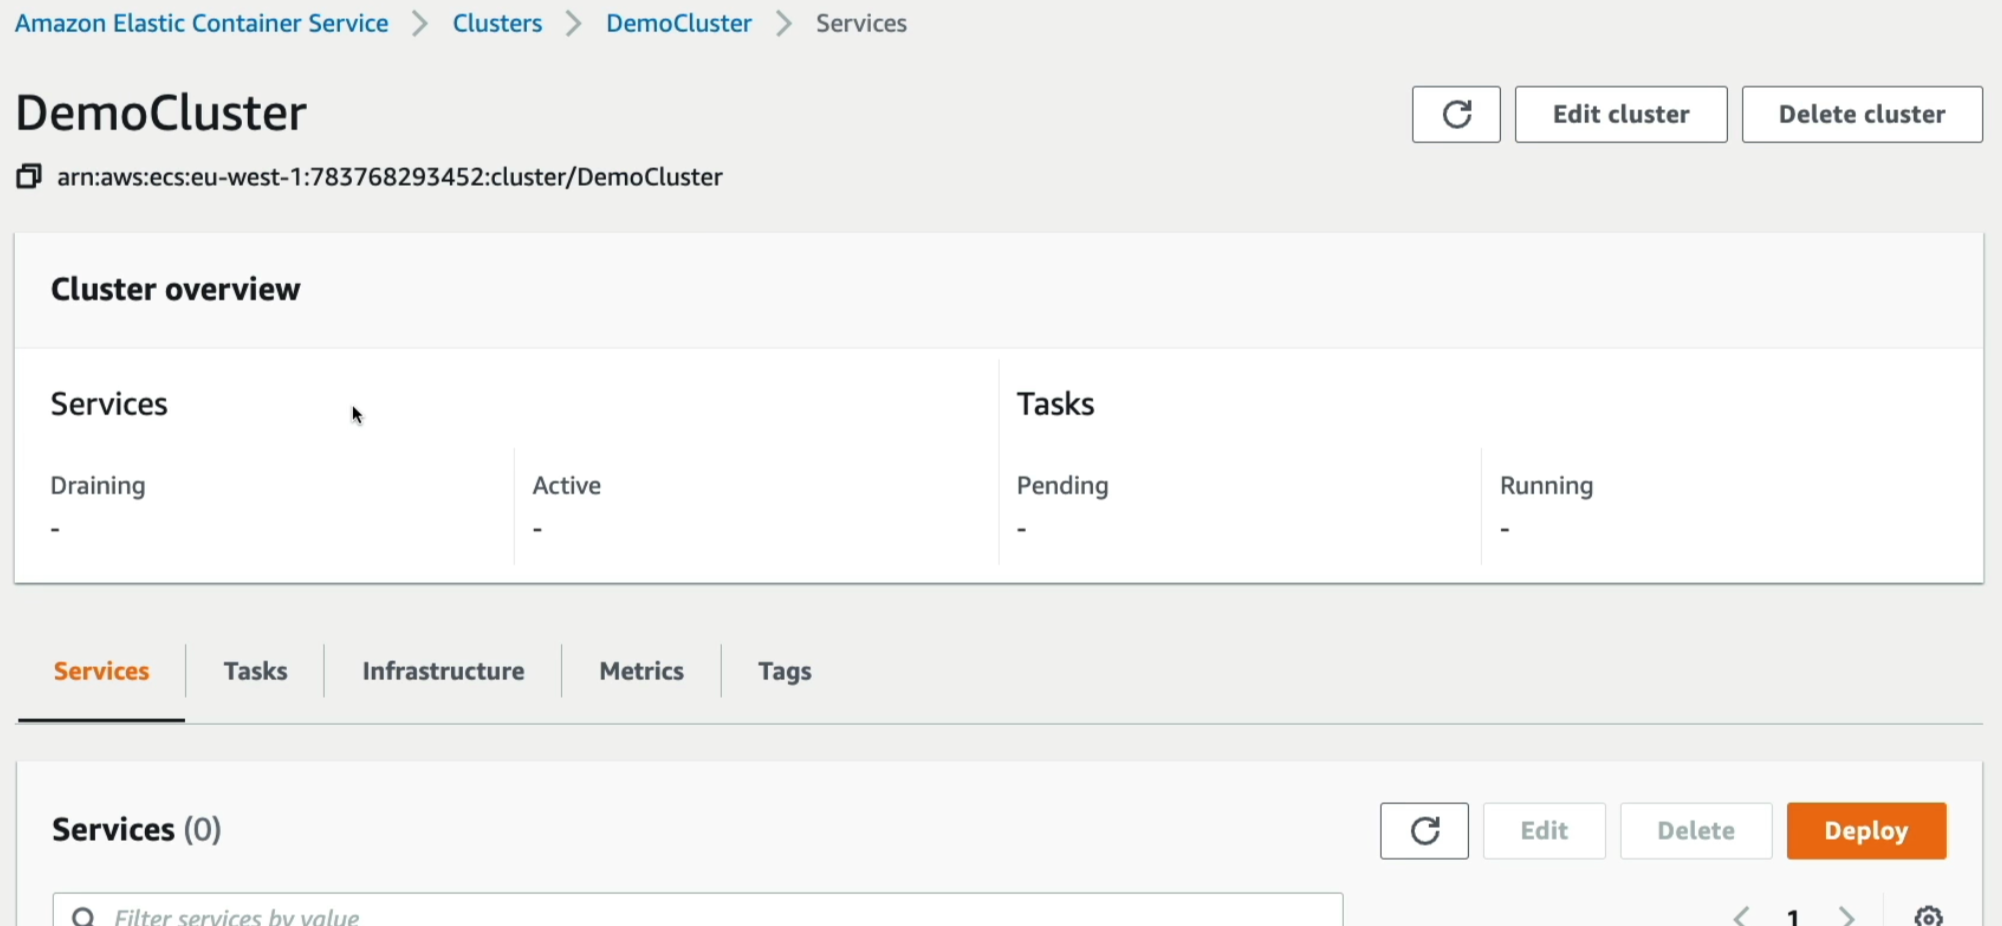 Amazon Elastic Container Service > Clusters > DemoCluster > Services
DemoCluster
Edit cluster
Delete cluster
arn:aws:ecs:eu-west-1:783768293452:cluster/DemoCluster
Cluster overview
Services
Tasks
Draining
Active
Pending
Running
-
-
-
-
Services
Tasks
Infrastructure
Metrics
Tags
Services (0)
Edit
Delete
Deploy
Filter services by value
1